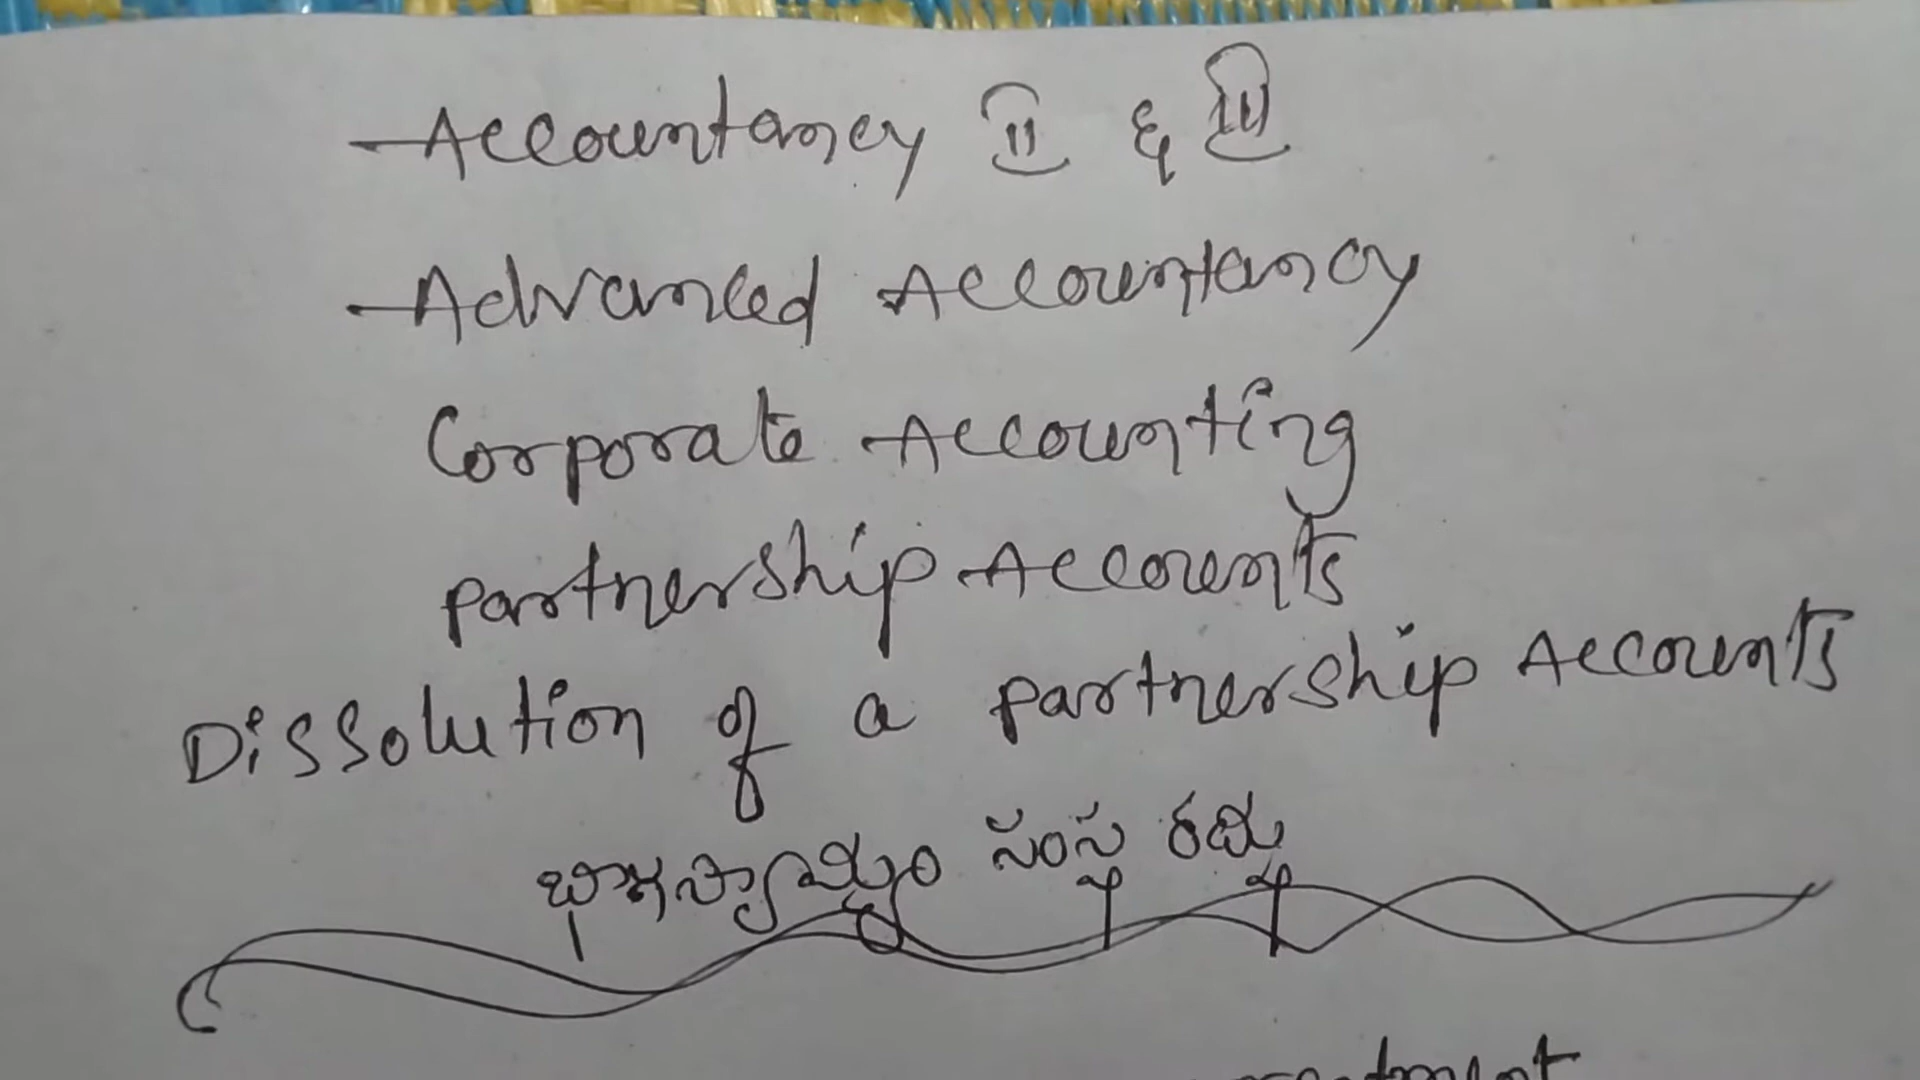 Accountancy II & III
Advanced Accountancy
Corporate Accounting
partnership Accounts
Dissolution of a partnership Accounts
భాగస్వామ్యం సంస్థ రద్దు